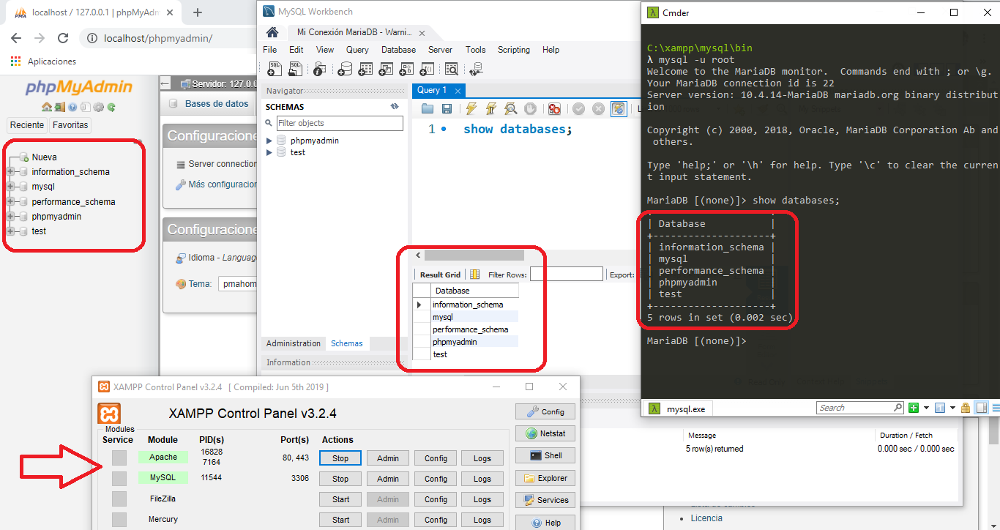 localhost / 127.0.0.1 | phpMyAdm
localhost/phpmyadmin/
Aplicaciones
phpMyAdmin
Reciente
Favoritas
Nueva
information_schema
mysql
performance_schema
phpmyadmin
test
Servidor: 127.0.0
Bases de datos
Configuracione
Server connection
Más configuracion
Configuracione
Idioma - Languag
Tema:
pmahom
MySQL Workbench
Mi Conexión MariaDB - Warni...
File Edit View Query Database Server Tools Scripting Help
Navigator
SCHEMAS
Filter objects
phpmyadmin
test
Administration Schemas
Information
Query 1
1 show databases;
Result Grid
Filter Rows:
Export:
Database
information_schema
mysql
performance_schema
phpmyadmin
test
Message
Duration / Fetch
5 row(s) returned
0.000 sec / 0.000 sec
Licencia
Cmder
C:\xampp\mysql\bin
λ mysql -u root
Welcome to the MariaDB monitor.  Commands end with ; or \g.
Your MariaDB connection id is 22
Server version: 10.4.14-MariaDB mariadb.org binary distribut
ion
Copyright (c) 2000, 2018, Oracle, MariaDB Corporation Ab and
 others.
Type 'help;' or '\h' for help. Type '\c' to clear the curren
t input statement.
MariaDB [(none)]> show databases;
| Database           |
+--------------------+
| information_schema |
| mysql              |
| performance_schema |
| phpmyadmin         |
| test               |
+--------------------+
5 rows in set (0.002 sec)
MariaDB [(none)]>
mysql.exe
Search
XAMPP Control Panel v3.2.4 [ Compiled: Jun 5th 2019 ]
XAMPP Control Panel v3.2.4
Modules
Service Module PID(s) Port(s) Actions
Apache 16828 7164 80, 443 Stop Admin Config Logs
MySQL 11544 3306 Stop Admin Config Logs
FileZilla Start Admin Config Logs
Mercury Start Admin Config Logs
Config
Netstat
Shell
Explorer
Services
Help